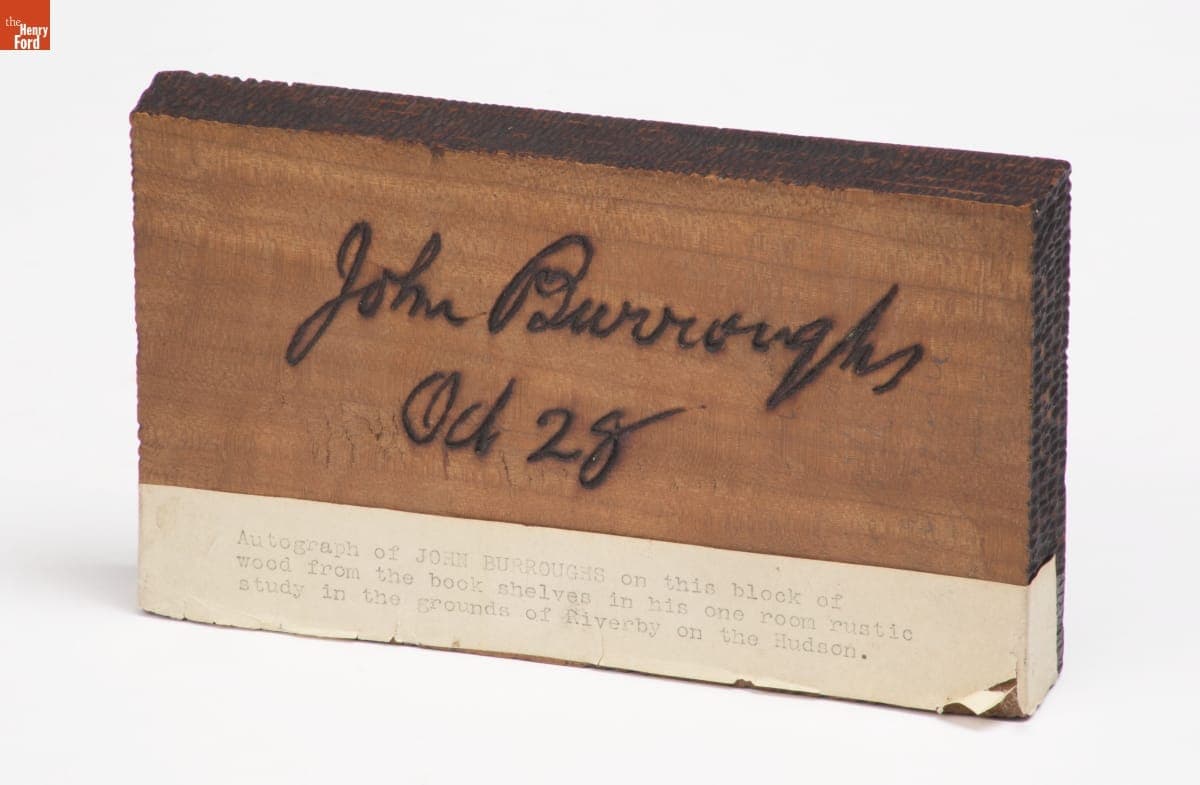 the
Henry
Ford
John Burroughs
Oct 28
Autograph of JOHN BURROUGHS on this block of
wood from the book shelves in his one room rustic
study in the grounds of Riverby on the Hudson.